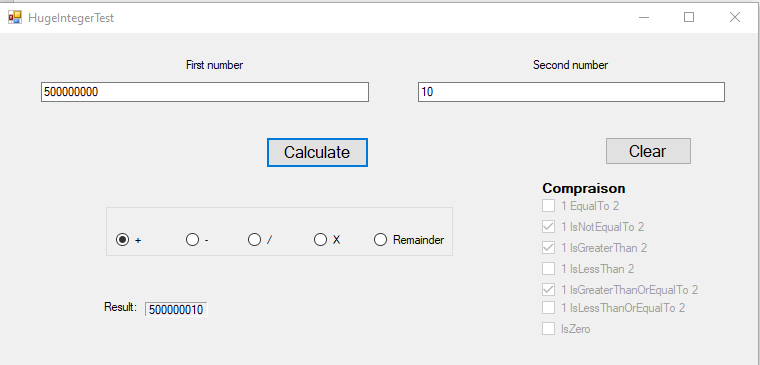 HugeIntegerTest
First number
Second number
500000000
10
Calculate
Clear
Compraison
1 EqualTo 2
1 IsNotEqualTo 2
1 IsGreaterThan 2
1 IsLessThan 2
1 IsGreaterThanOrEqualTo 2
1 IsLessThanOrEqualTo 2
IsZero
+ - / X Remainder
Result: 500000010